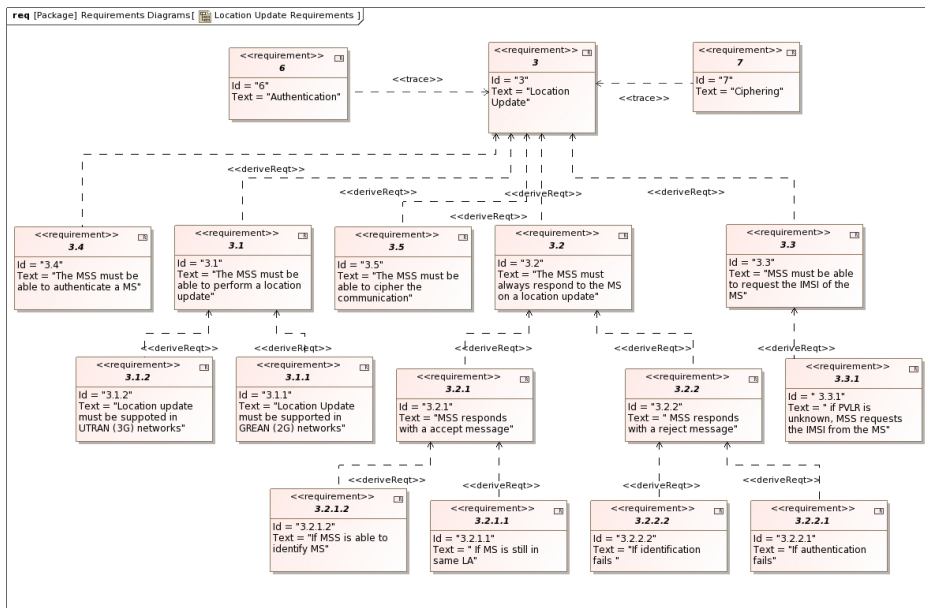 req [Package] Requirements Diagrams[ Location Update Requirements ]
<<requirement>>
6
Id = "6"
Text = "Authentication"
<<trace>>
<<requirement>>
3
Id = "3"
Text = "Location
Update"
<<trace>>
<<requirement>>
7
Id = "7"
Text = "Ciphering"
<<deriveReqt>>
<<deriveReqt>>
<<deriveReqt>>
<<deriveReqt>>
<<deriveReqt>>
<<requirement>>
3.4
Id = "3.4"
Text = "The MSS must be
able to authenticate a MS"
<<requirement>>
3.1
Id = "3.1"
Text = "The MSS must be
able to perform a location
update"
<<requirement>>
3.5
Id = "3.5"
Text = "The MSS must be
able to cipher the
communication"
<<requirement>>
3.2
Id = "3.2"
Text = "The MSS must
always respond to the MS
on a location update"
<<requirement>>
3.3
Id = "3.3"
Text = "MSS must be able
to request the IMSI of the
MS"
<<deriveReqt>>
<<deriveReqt>>
<<deriveReqt>>
<<deriveReqt>>
<<deriveReqt>>
<<requirement>>
3.1.2
Id = "3.1.2"
Text = "Location update
must be suppoted in
UTRAN (3G) networks"
<<requirement>>
3.1.1
Id = "3.1.1"
Text = "Location Update
must me supported in
GREAN (2G) networks"
<<requirement>>
3.2.1
Id = "3.2.1"
Text = "MSS responds
with a accept message"
<<requirement>>
3.2.2
Id = "3.2.2"
Text = " MSS responds
with a reject message"
<<requirement>>
3.3.1
Id = " 3.3.1"
Text = " if PVLR is
unknown, MSS requests
the IMSI from the MS"
<<deriveReqt>>
<<deriveReqt>>
<<deriveReqt>>
<<deriveReqt>>
<<requirement>>
3.2.1.2
Id = "3.2.1.2"
Text = "If MSS is able to
identify MS"
<<requirement>>
3.2.1.1
Id = "3.2.1.1"
Text = " If MS is still in
same LA"
<<requirement>>
3.2.2.2
Id = "3.2.2.2"
Text = "If identification
fails "
<<requirement>>
3.2.2.1
Id = "3.2.2.1"
Text = "If authentication
fails"